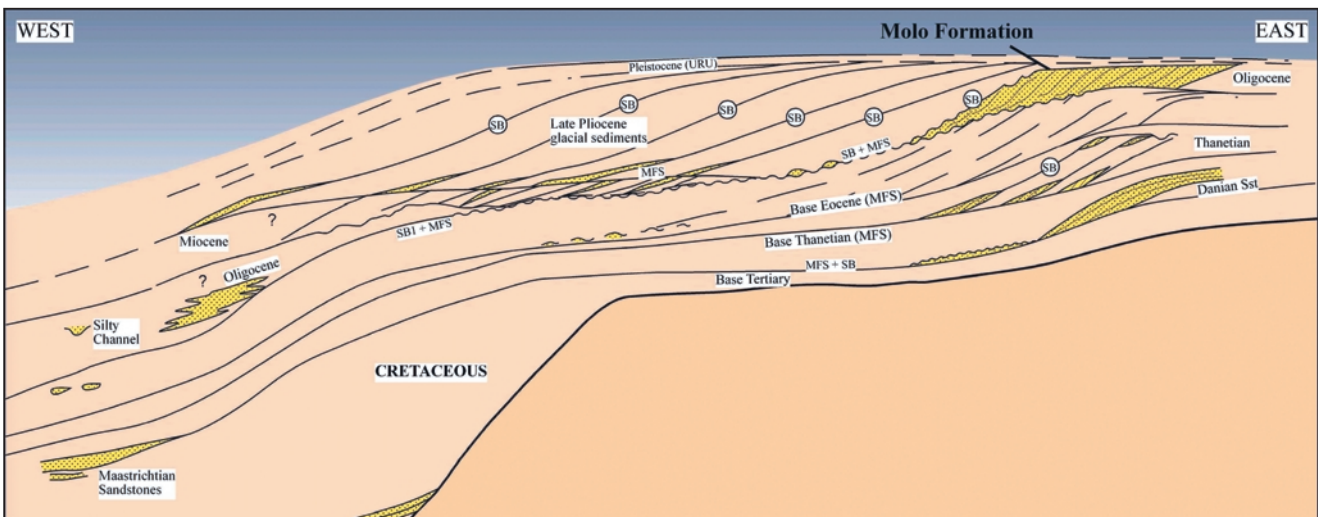 WEST
Molo Formation
EAST
Pleistocene (URU)
Oligocene
SB
SB
SB
SB
SB
SB
Late Pliocene
glacial sediments
SB + MFS
Thanetian
MFS
SB
Danian Sst
Base Eocene (MFS)
?
SB1 + MFS
Miocene
Base Thanetian (MFS)
MFS + SB
Oligocene
?
Base Tertiary
Silty
Channel
CRETACEOUS
Maastrichtian
Sandstones